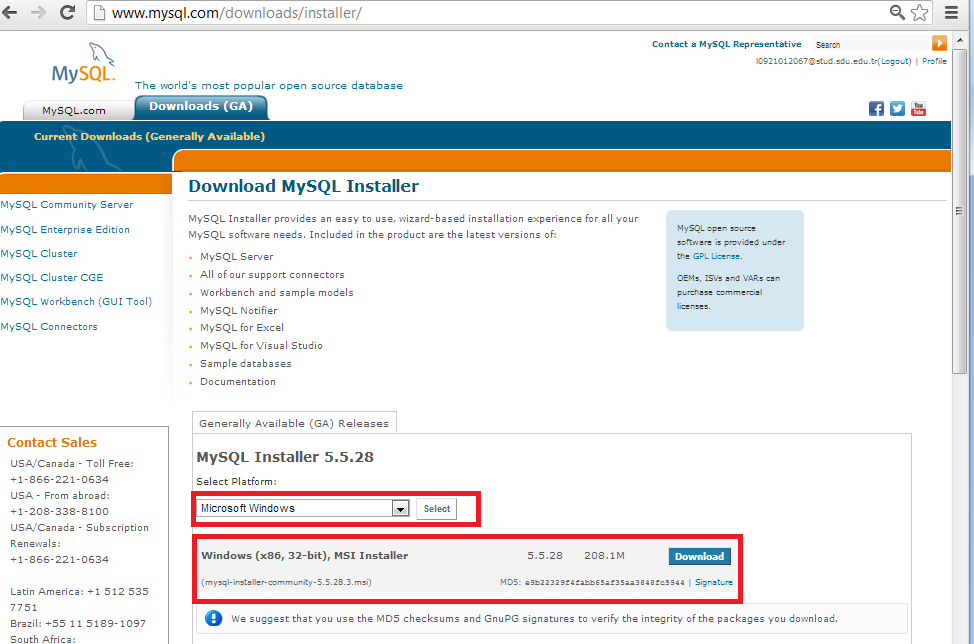 www.mysql.com/downloads/installer/
Contact a MySQL Representative
Search
l0921012067@stud.sdu.edu.tr(Logout) | Profile
MySQL
The world's most popular open source database
MySQL.com
Downloads (GA)
You Tube
Current Downloads (Generally Available)
MySQL Community Server
MySQL Enterprise Edition
MySQL Cluster
MySQL Cluster CGE
MySQL Workbench (GUI Tool)
MySQL Connectors
Download MySQL Installer
MySQL Installer provides an easy to use, wizard-based installation experience for all your
MySQL software needs. Included in the product are the latest versions of:
MySQL Server
All of our support connectors
Workbench and sample models
MySQL Notifier
MySQL for Excel
MySQL for Visual Studio
Sample databases
Documentation
MySQL open source
software is provided under
the GPL License.
OEMs, ISVs and VARs can
purchase commercial
licenses.
Contact Sales
USA/Canada - Toll Free:
+1-866-221-0634
USA - From abroad:
+1-208-338-8100
USA/Canada - Subscription
Renewals:
+1-866-221-0634
Latin America: +1 512 535
7751
Brazil: +55 11 5189-1097
South Africa:
Generally Available (GA) Releases
MySQL Installer 5.5.28
Select Platform:
Microsoft Windows
Select
Windows (x86, 32-bit), MSI Installer
5.5.28
208.1M
Download
(mysql-installer-community-5.5.28.3.msi)
MD5: e9b22329f4fabb65af35aa3848fc5944 | Signature
We suggest that you use the MD5 checksums and GnuPG signatures to verify the integrity of the packages you download.